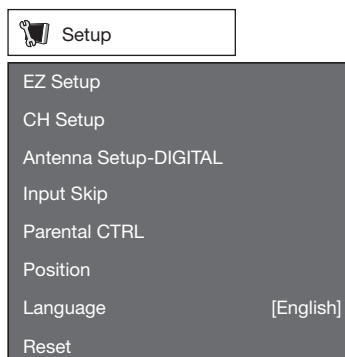 Setup
EZ Setup
CH Setup
Antenna Setup-DIGITAL
Input Skip
Parental CTRL
Position
Language [English]
Reset